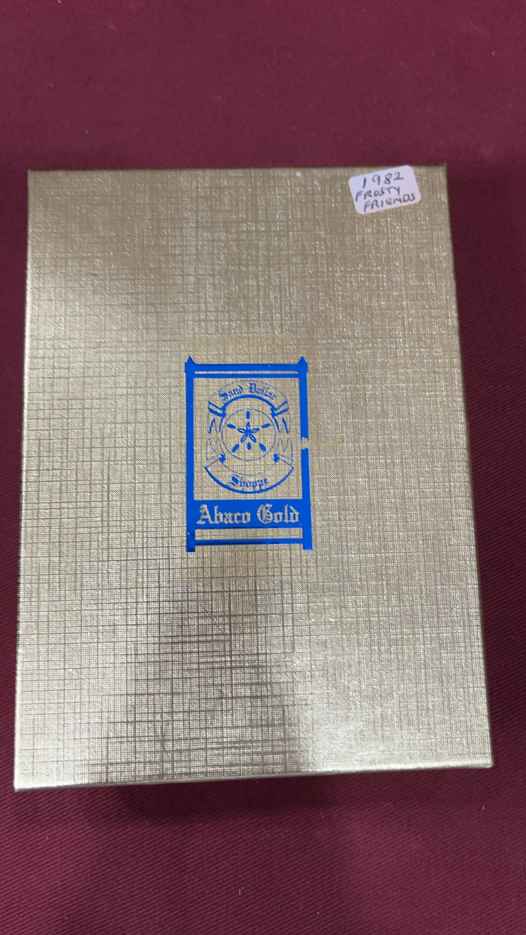 1982
FROSTY
FRIENDS
Sand Dollar
Shoppe
Abaco Gold